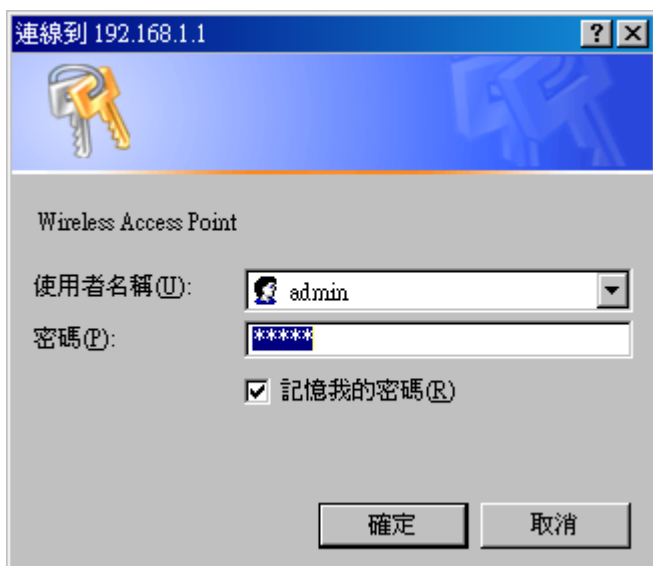 連線到 192.168.1.1
Wireless Access Point
使用者名稱(U): admin
密碼(P): *****
記憶我的密碼(R)
確定 取消